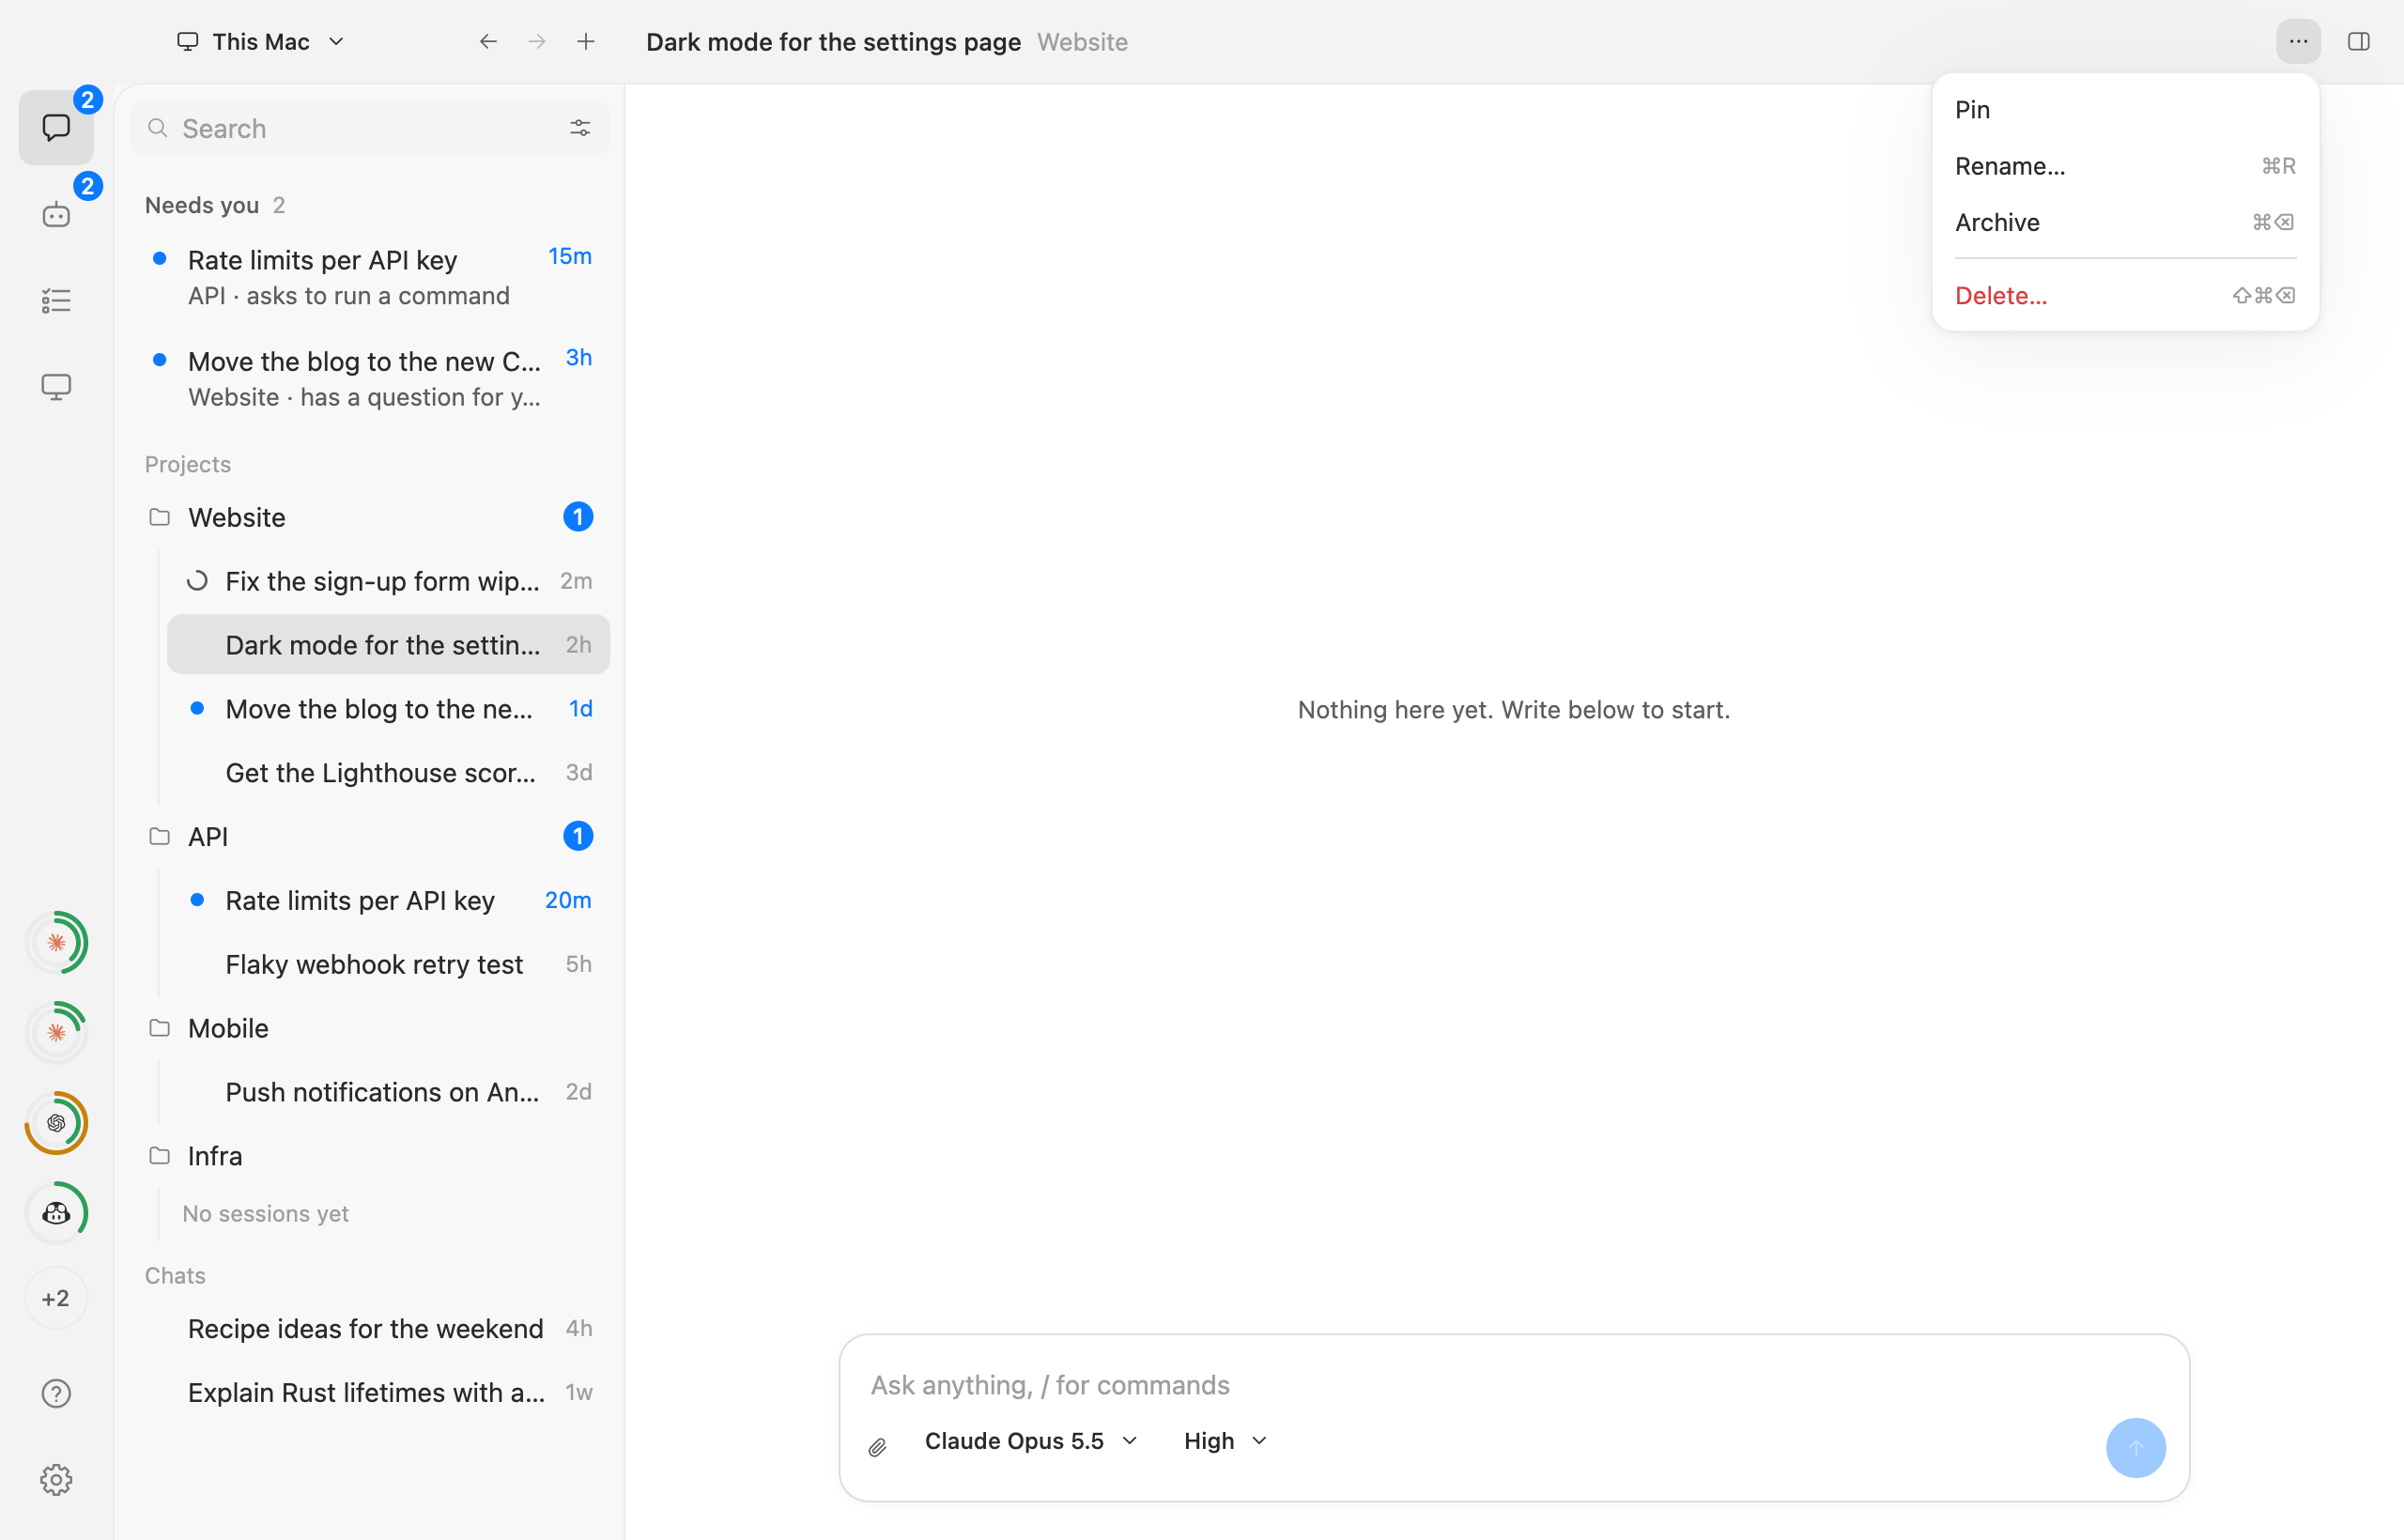 This Mac
Dark mode for the settings page Website
2
2
Search
Needs you 2
Rate limits per API key 15m
API · asks to run a command
Move the blog to the new C... 3h
Website · has a question for y...
Projects
Website 1
Fix the sign-up form wip... 2m
Dark mode for the settin... 2h
Move the blog to the ne... 1d
Get the Lighthouse scor... 3d
API 1
Rate limits per API key 20m
Flaky webhook retry test 5h
Mobile
Push notifications on An... 2d
Infra
No sessions yet
Chats
Recipe ideas for the weekend 4h
Explain Rust lifetimes with a... 1w
+2
Pin
Rename... ⌘R
Archive ⌘⌫
Delete... ⇧⌘⌫
Nothing here yet. Write below to start.
Ask anything, / for commands
Claude Opus 5.5 High